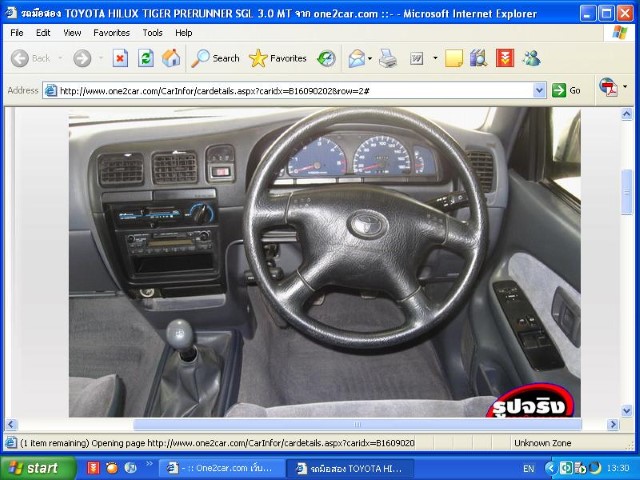 รถมือสอง TOYOTA HILUX TIGER PRERUNNER SGL 3.0 MT จาก one2car.com ::- - Microsoft Internet Explorer
File Edit View Favorites Tools Help
Back Search Favorites
Address http://www.one2car.com/CarInfor/cardetails.aspx?caridx=B16090202&row=2# Go
รูปจริง
(1 item remaining) Opening page http://www.one2car.com/CarInfor/cardetails.aspx?caridx=B16090020 Unknown Zone
start - :: One2car.com เว็บ... รถมือสอง TOYOTA HI... EN 13:30